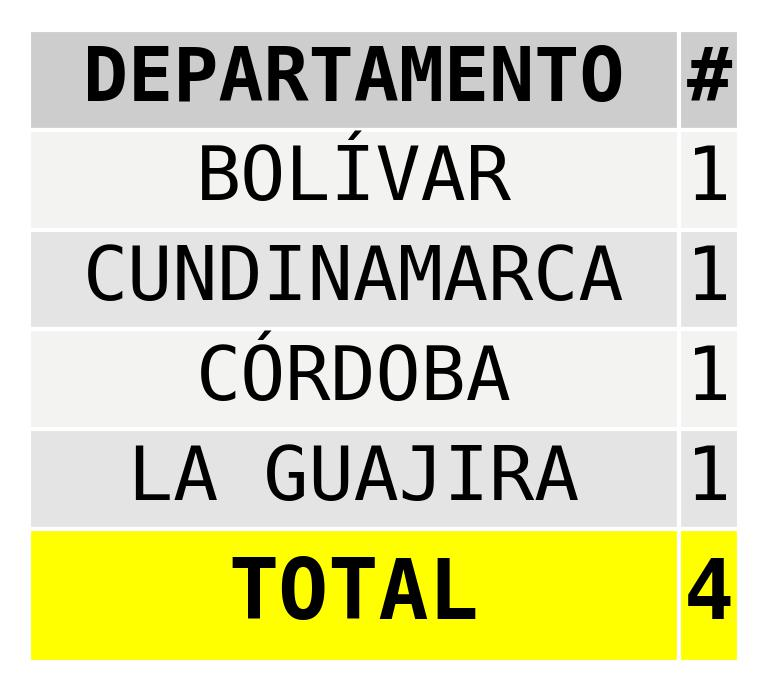 DEPARTAMENTO #
BOLÍVAR 1
CUNDINAMARCA 1
CÓRDOBA 1
LA GUAJIRA 1
TOTAL 4